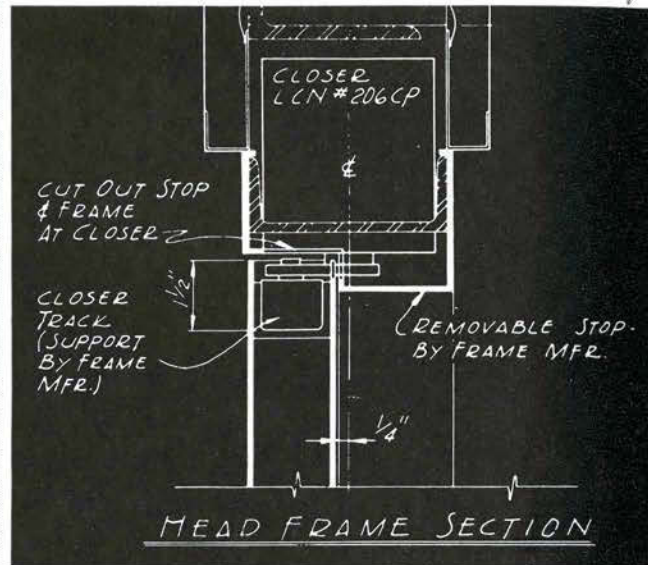 CLOSER
LCN #206CP
℄
CUT OUT STOP
& FRAME
AT CLOSER
1 1/2"
CLOSER
TRACK
(SUPPORT
BY FRAME
MFR.)
REMOVABLE STOP-
BY FRAME MFR.
1/4"
HEAD FRAME SECTION